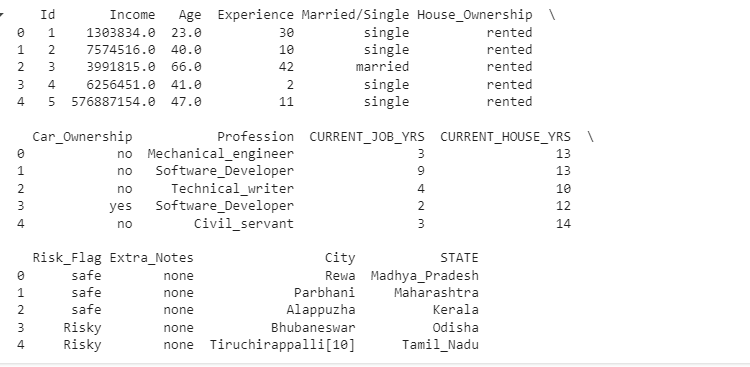 Id Income Age Experience Married/Single House_Ownership \
0 1 1303834.0 23.0 30 single rented
1 2 7574516.0 40.0 10 single rented
2 3 3991815.0 66.0 42 married rented
3 4 6256451.0 41.0 2 single rented
4 5 576887154.0 47.0 11 single rented
Car_Ownership Profession CURRENT_JOB_YRS CURRENT_HOUSE_YRS \
0 no Mechanical_engineer 3 13
1 no Software_Developer 9 13
2 no Technical_writer 4 10
3 yes Software_Developer 2 12
4 no Civil_servant 3 14
Risk_Flag Extra_Notes City STATE
0 safe none Rewa Madhya_Pradesh
1 safe none Parbhani Maharashtra
2 safe none Alappuzha Kerala
3 Risky none Bhubaneswar Odisha
4 Risky none Tiruchirappalli[10] Tamil_Nadu